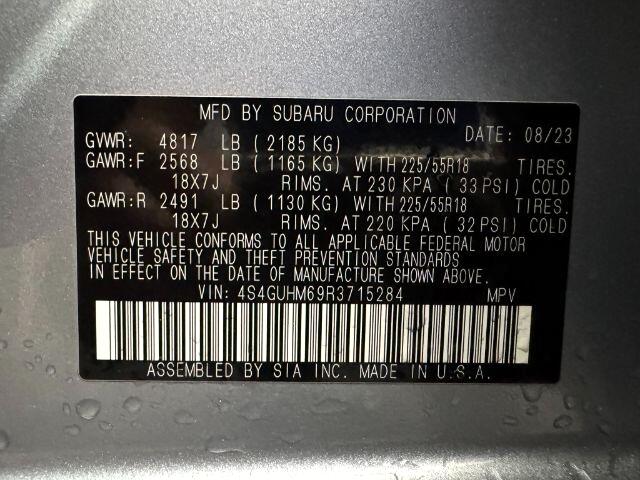 MFD BY SUBARU CORPORATION
DATE: 08/23
GVWR: 4817 LB ( 2185 KG)
GAWR: F 2568 LB ( 1165 KG) WITH 225/55R18 TIRES.
18X7J RIMS. AT 230 KPA ( 33 PSI) COLD
GAWR: R 2491 LB ( 1130 KG) WITH 225/55R18 TIRES.
18X7J RIMS. AT 220 KPA ( 32 PSI) COLD
THIS VEHICLE CONFORMS TO ALL APPLICABLE FEDERAL MOTOR
VEHICLE SAFETY AND THEFT PREVENTION STANDARDS
IN EFFECT ON THE DATE OF MANUFACTURE SHOWN ABOVE.
VIN: 4S4GUHM69R3715284 MPV
ASSEMBLED BY SIA INC. MADE IN U.S.A.